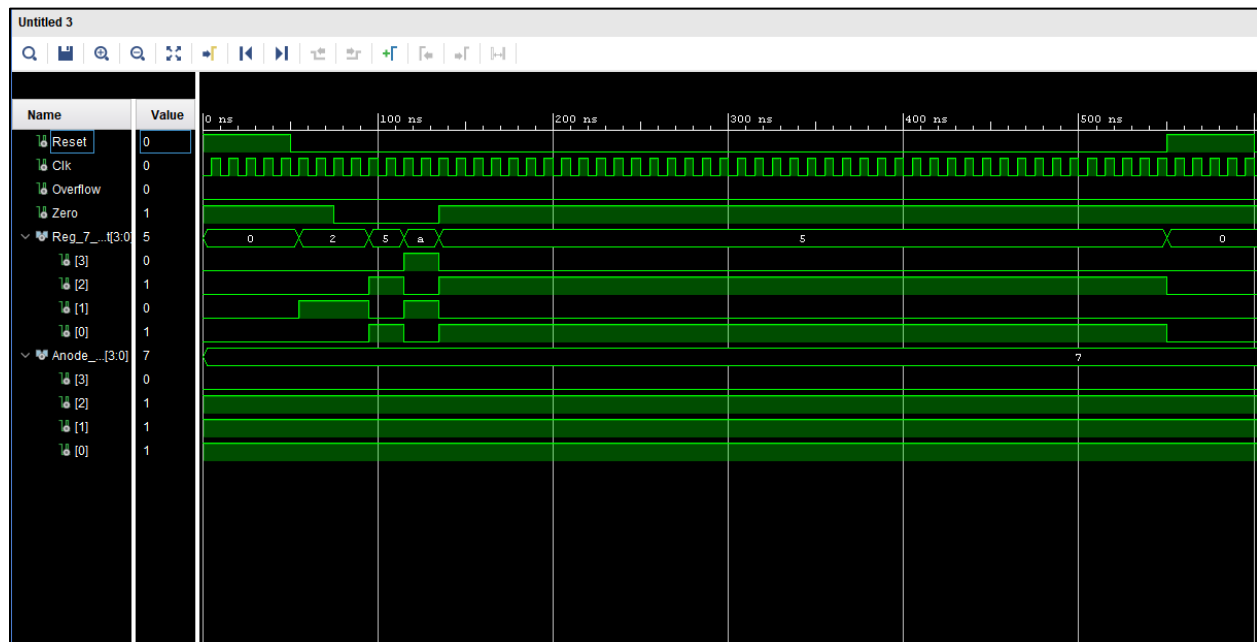 Untitled 3
Name Value
0 ns 100 ns 200 ns 300 ns 400 ns 500 ns
Reset 0
Clk 0
Overflow 0
Zero 1
Reg_7_...t[3:0] 5 0 2 5 a 5 0
[3] 0
[2] 1
[1] 0
[0] 1
Anode_...[3:0] 7 7
[3] 0
[2] 1
[1] 1
[0] 1